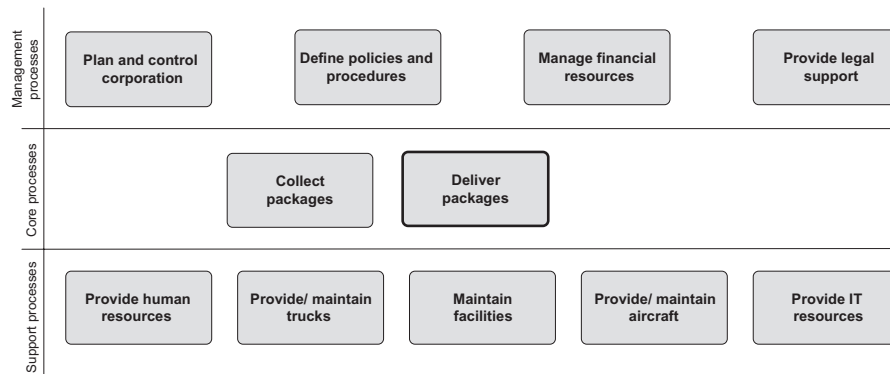 Management
processes
Plan and control
corporation
Define policies and
procedures
Manage financial
resources
Provide legal
support
Core processes
Collect
packages
Deliver
packages
Support processes
Provide human
resources
Provide/ maintain
trucks
Maintain
facilities
Provide/ maintain
aircraft
Provide IT
resources